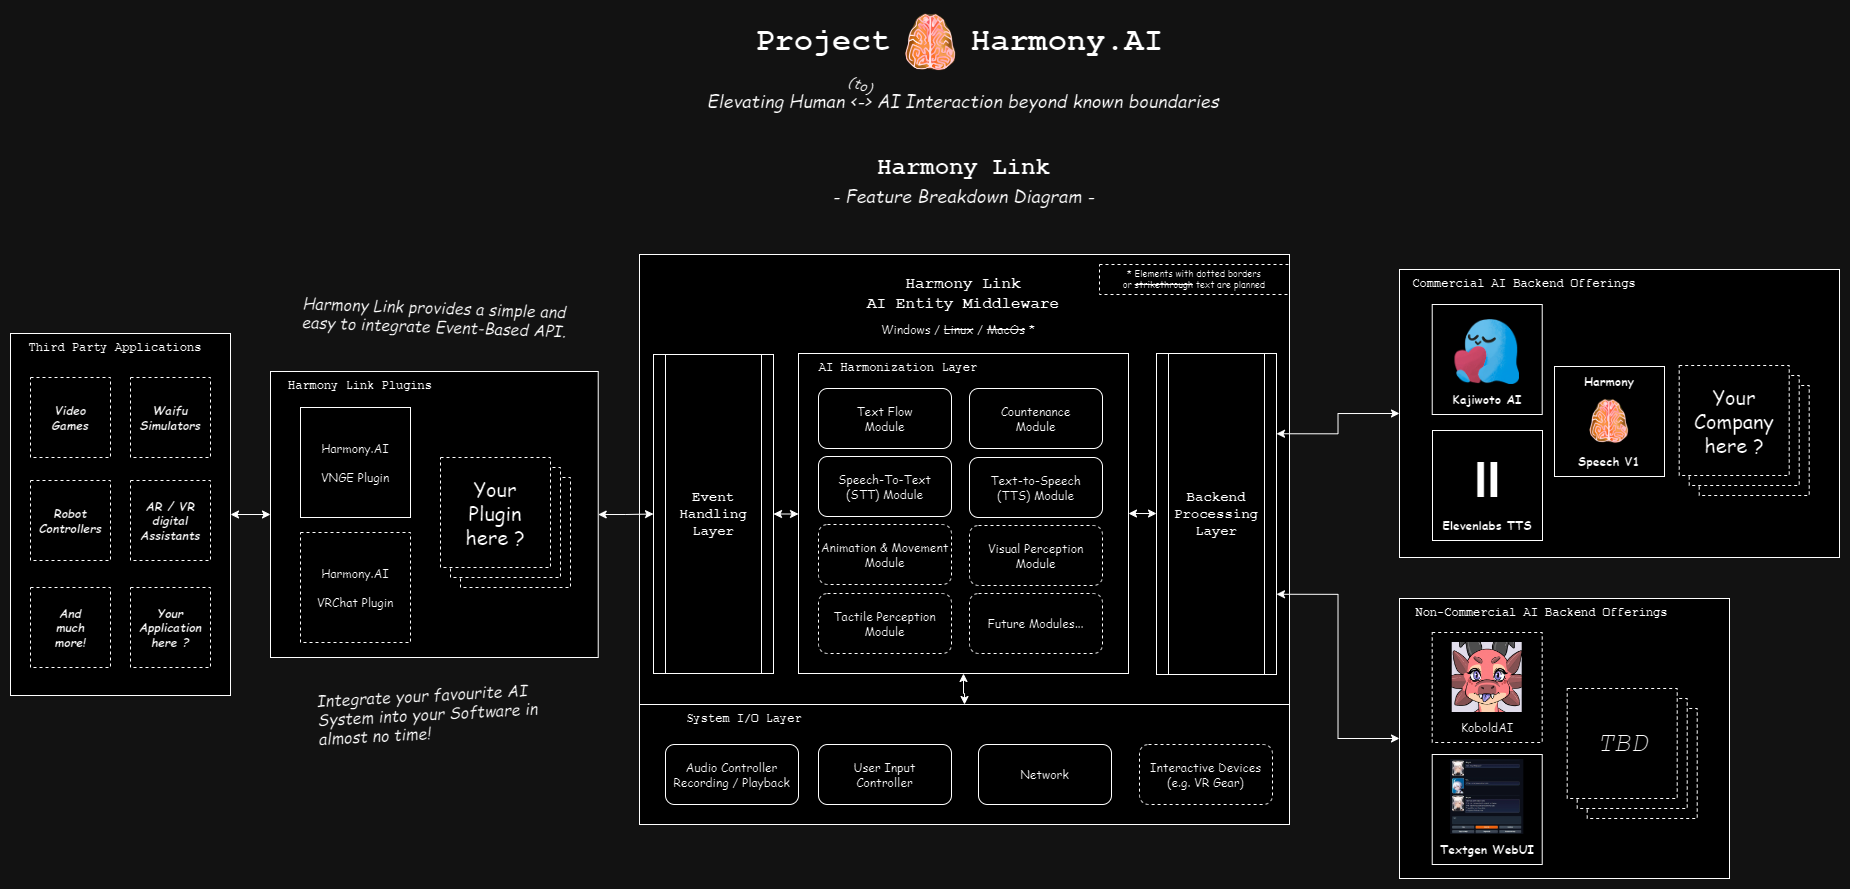 Project Harmony.AI
(to)
Elevating Human <-> AI Interaction beyond known boundaries
Harmony Link
- Feature Breakdown Diagram -
Harmony Link provides a simple and
easy to integrate Event-Based API.
Third Party Applications
Video
Games
Waifu
Simulators
Robot
Controllers
AR / VR
digital
Assistants
And
much
more!
Your
Application
here ?
Harmony Link Plugins
Harmony.AI
VNGE Plugin
Harmony.AI
VRChat Plugin
Your
Plugin
here ?
Integrate your favourite AI
System into your Software in
almost no time!
* Elements with dotted borders
or strikethrough text are planned
Harmony Link
AI Entity Middleware
Windows / Linux / MacOs *
Event
Handling
Layer
AI Harmonization Layer
Text Flow
Module
Countenance
Module
Speech-To-Text
(STT) Module
Text-to-Speech
(TTS) Module
Animation & Movement
Module
Visual Perception
Module
Tactile Perception
Module
Future Modules...
Backend
Processing
Layer
System I/O Layer
Audio Controller
Recording / Playback
User Input
Controller
Network
Interactive Devices
(e.g. VR Gear)
Commercial AI Backend Offerings
Kajiwoto AI
Harmony
Speech V1
Your
Company
here ?
Elevenlabs TTS
Non-Commercial AI Backend Offerings
KoboldAI
TBD
Textgen WebUI